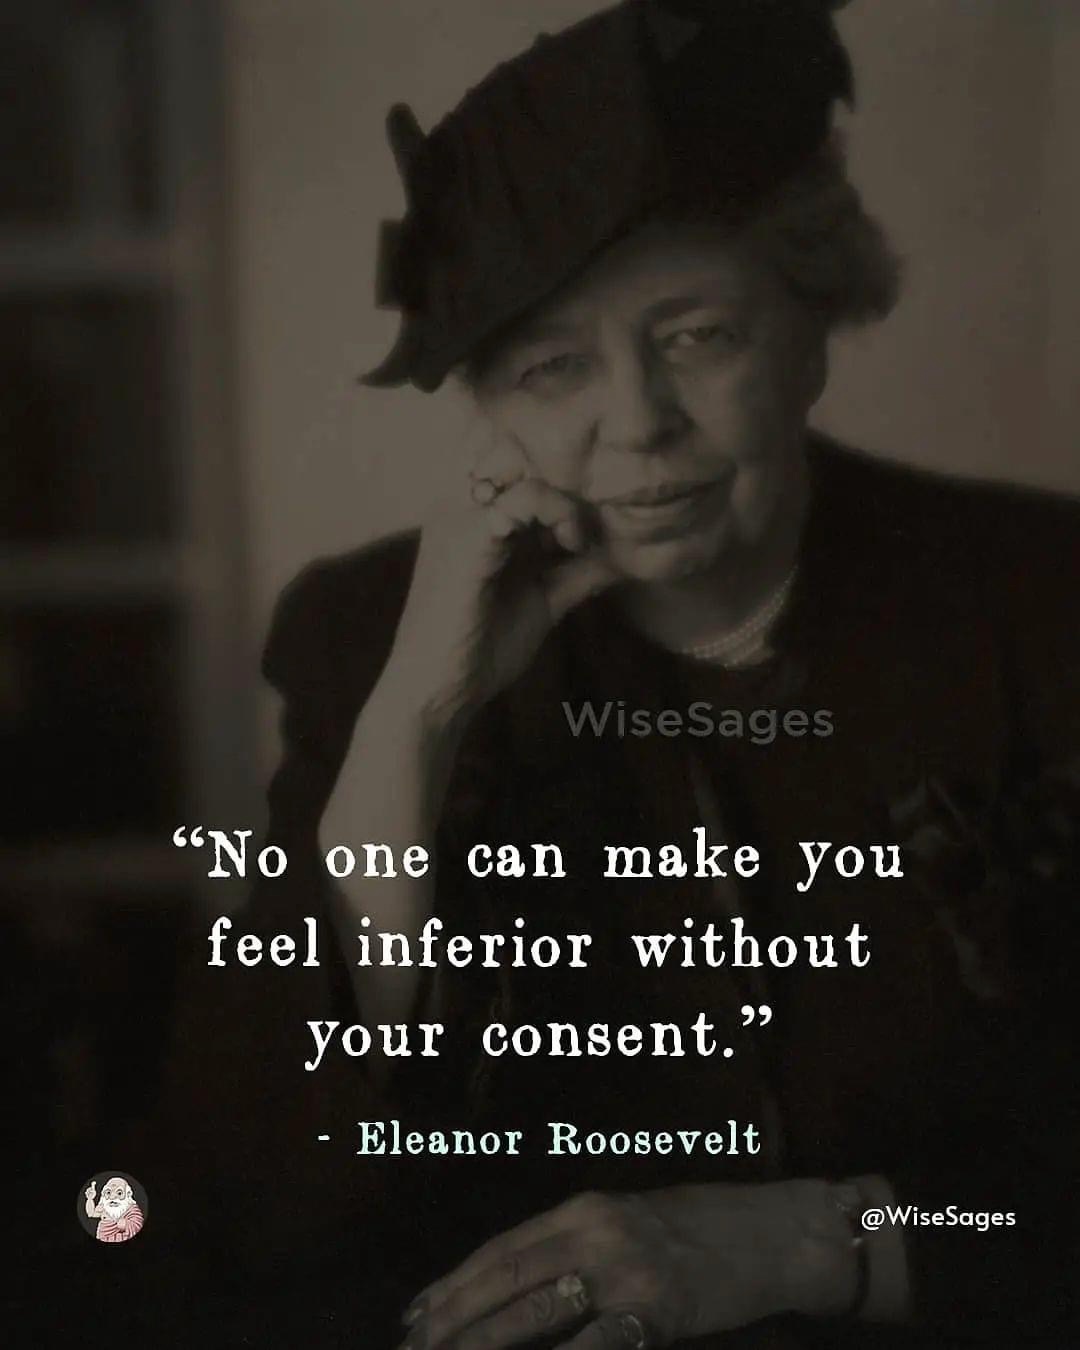 WiseSages
“No one can make you
feel inferior without
your consent.”
- Eleanor Roosevelt
@WiseSages